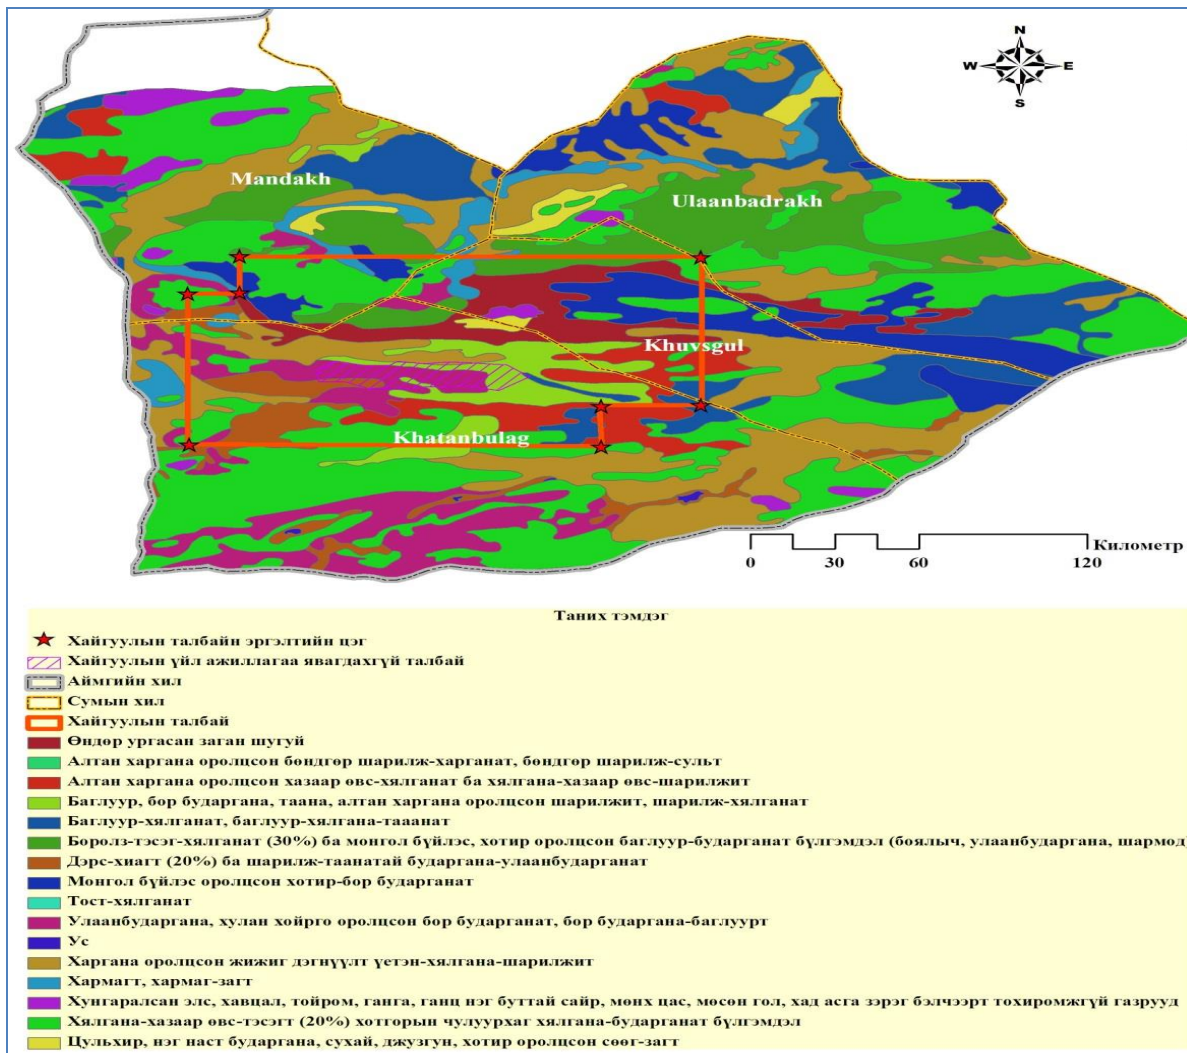 N
W E
S
Mandakh
Ulaanbadrakh
Khuvsgul
Khatanbulag
Километр
0 30 60 120
Таних тэмдэг
Хайгуулын талбайн эргэлтийн цэг
Хайгуулын үйл ажиллагаа явагдахгүй талбай
Аймгийн хил
Сумын хил
Хайгуулын талбай
Өндөр ургасан заган шугуй
Алтан харгана оролцсон бөндгөр шарилж-харганат, бөндгөр шарилж-сульт
Алтан харгана оролцсон хазаар өвс-хялганат ба хялгана-хазаар өвс-шарилжит
Баглуур, бор бударгана, таана, алтан харгана оролцсон шарилжит, шарилж-хялганат
Баглуур-хялганат, баглуур-хялгана-тааанат
Боролз-тэсэг-хялганат (30%) ба монгол бүйлэс, хотир оролцсон баглуур-бударганат бүлгэмдэл (боялыч, улаанбударгана, шармод)
Дэрс-хиагт (20%) ба шарилж-таанатай бударгана-улаанбударганат
Монгол бүйлэс оролцсон хотир-бор бударганат
Тост-хялганат
Улаанбударгана, хулан хойрго оролцсон бор бударганат, бор бударгана-баглуурт
Ус
Харгана оролцсон жижиг дэгнүүлт үетэн-хялгана-шарилжит
Хармагт, хармаг-загт
Хунгаралсан элс, хавцал, тойром, ганга, ганц нэг буттай сайр, мөнх цас, мөсөн гол, хад асга зэрэг бэлчээрт тохиромжгүй газрууд
Хялгана-хазаар өвс-тэсэгт (20%) хотгорын чулуурхаг хялгана-бударганат бүлгэмдэл
Цульхир, нэг наст бударгана, сухай, джузгун, хотир оролцсон сөөг-загт